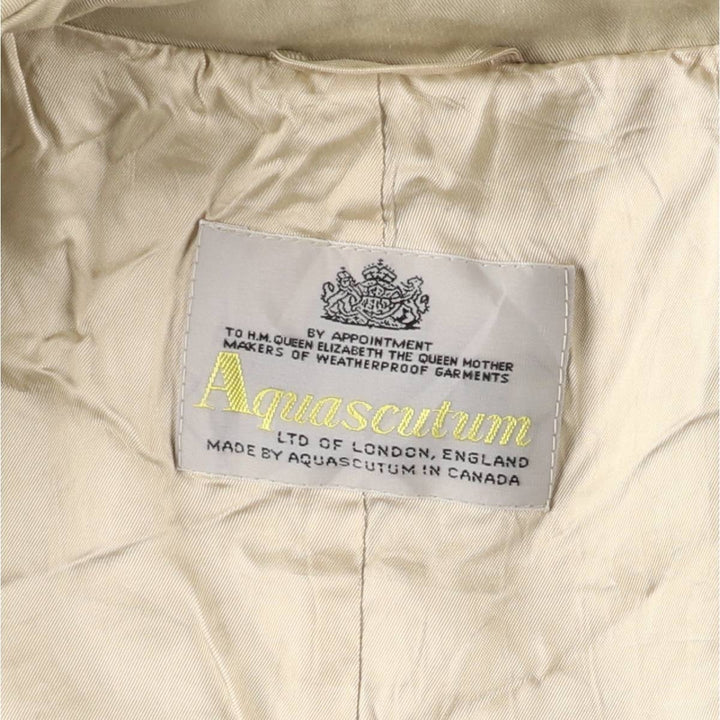 BY APPOINTMENT
TO H.M. QUEEN ELIZABETH THE QUEEN MOTHER
MAKERS OF WEATHERPROOF GARMENTS
Aquascutum
LTD OF LONDON, ENGLAND
MADE BY AQUASCUTUM IN CANADA